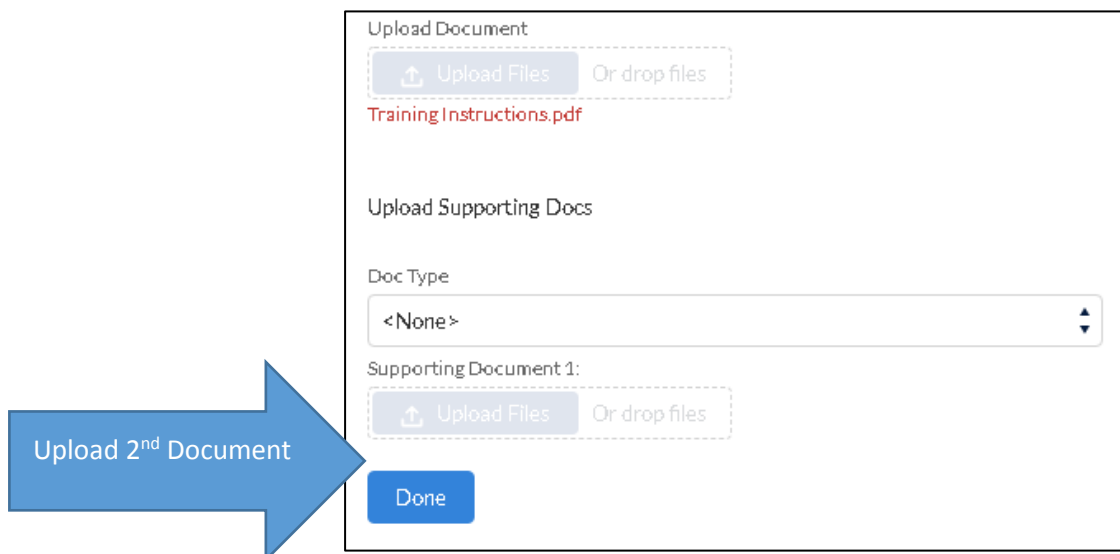 Upload Document
Upload Files Or drop files
Training Instructions.pdf
Upload Supporting Docs
Doc Type
<None>
Supporting Document 1:
Upload Files Or drop files
Upload 2nd Document
Done